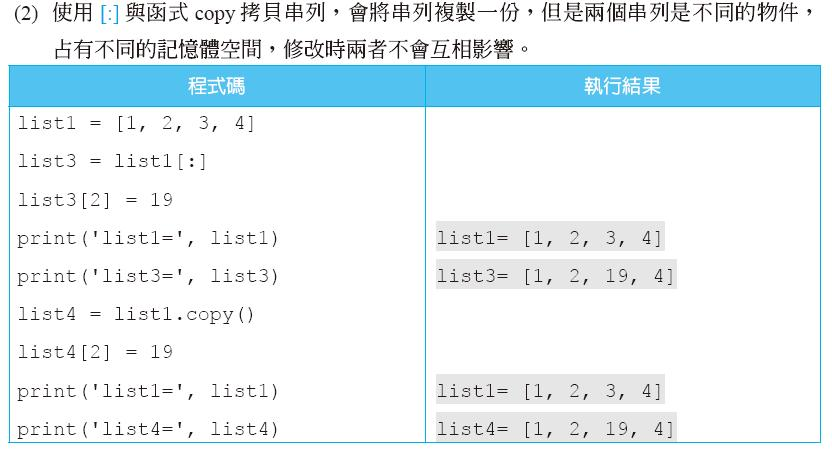 (2) 使用 [:] 與函式 copy 拷貝串列，會將串列複製一份，但是兩個串列是不同的物件，
占有不同的記憶體空間，修改時兩者不會互相影響。
程式碼 執行結果
list1 = [1, 2, 3, 4]
list3 = list1[:]
list3[2] = 19
print('list1=', list1) list1= [1, 2, 3, 4]
print('list3=', list3) list3= [1, 2, 19, 4]
list4 = list1.copy()
list4[2] = 19
print('list1=', list1) list1= [1, 2, 3, 4]
print('list4=', list4) list4= [1, 2, 19, 4]